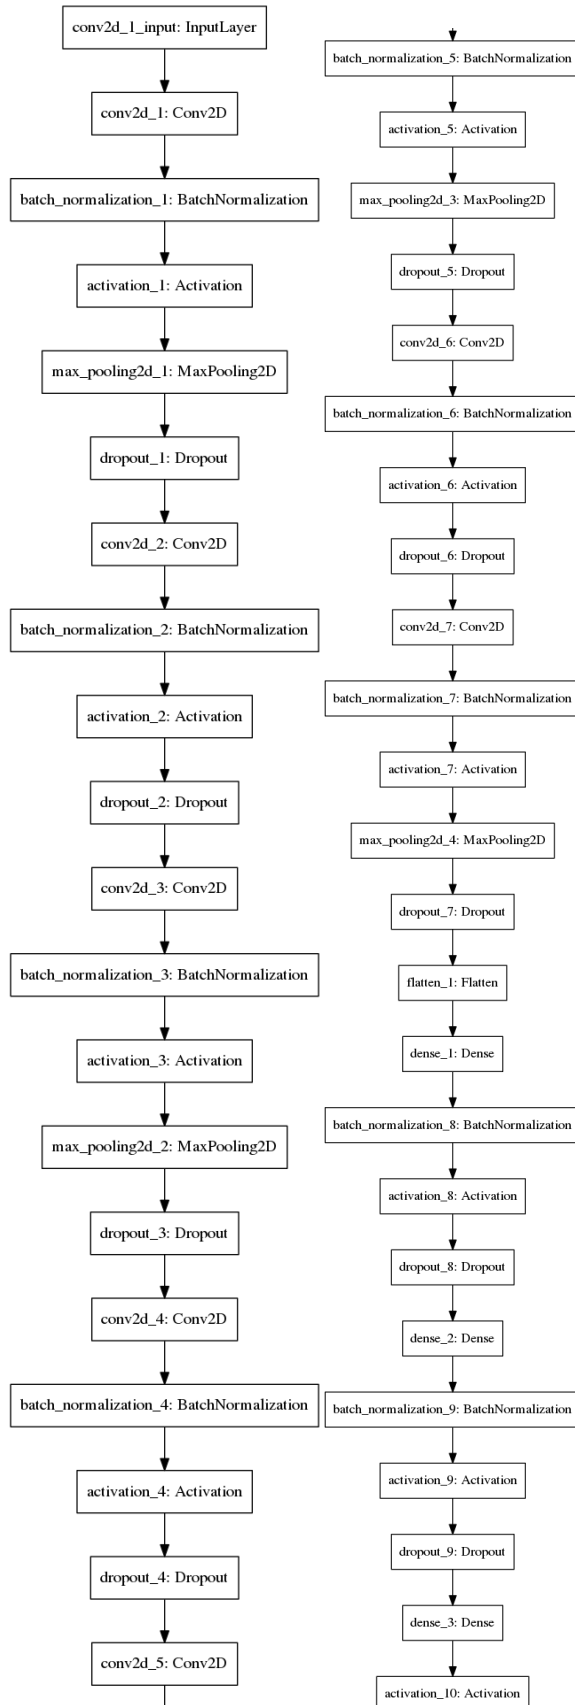 conv2d_1_input: InputLayer
conv2d_1: Conv2D
batch_normalization_1: BatchNormalization
activation_1: Activation
max_pooling2d_1: MaxPooling2D
dropout_1: Dropout
conv2d_2: Conv2D
batch_normalization_2: BatchNormalization
activation_2: Activation
dropout_2: Dropout
conv2d_3: Conv2D
batch_normalization_3: BatchNormalization
activation_3: Activation
max_pooling2d_2: MaxPooling2D
dropout_3: Dropout
conv2d_4: Conv2D
batch_normalization_4: BatchNormalization
activation_4: Activation
dropout_4: Dropout
conv2d_5: Conv2D
batch_normalization_5: BatchNormalization
activation_5: Activation
max_pooling2d_3: MaxPooling2D
dropout_5: Dropout
conv2d_6: Conv2D
batch_normalization_6: BatchNormalization
activation_6: Activation
dropout_6: Dropout
conv2d_7: Conv2D
batch_normalization_7: BatchNormalization
activation_7: Activation
max_pooling2d_4: MaxPooling2D
dropout_7: Dropout
flatten_1: Flatten
dense_1: Dense
batch_normalization_8: BatchNormalization
activation_8: Activation
dropout_8: Dropout
dense_2: Dense
batch_normalization_9: BatchNormalization
activation_9: Activation
dropout_9: Dropout
dense_3: Dense
activation_10: Activation